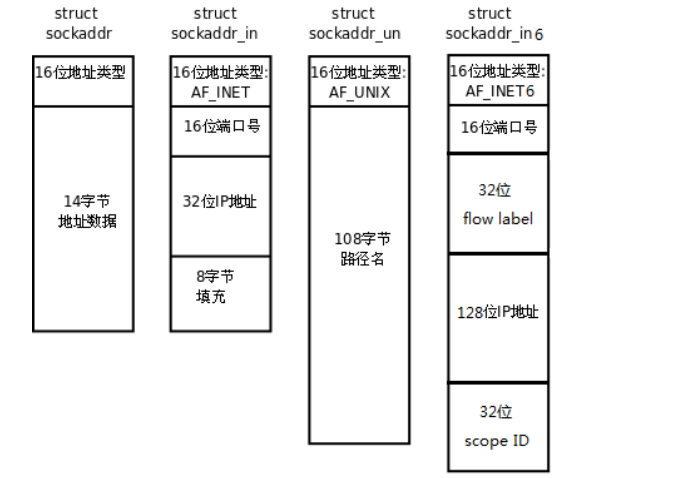 struct
sockaddr
16位地址类型
14字节
地址数据
struct
sockaddr_in
16位地址类型:
AF_INET
16位端口号
32位IP地址
8字节
填充
struct
sockaddr_un
16位地址类型:
AF_UNIX
108字节
路径名
struct
sockaddr_in6
16位地址类型:
AF_INET6
16位端口号
32位
flow label
128位IP地址
32位
scope ID